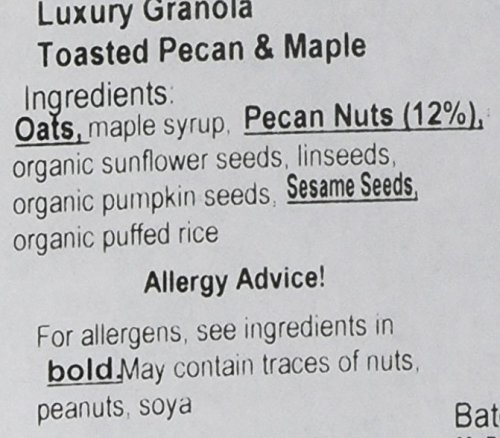 Luxury Granola
Toasted Pecan & Maple
Ingredients:
Oats, maple syrup, Pecan Nuts (12%),
organic sunflower seeds, linseeds,
organic pumpkin seeds, Sesame Seeds,
organic puffed rice
Allergy Advice!
For allergens, see ingredients in
bold.May contain traces of nuts,
peanuts, soya